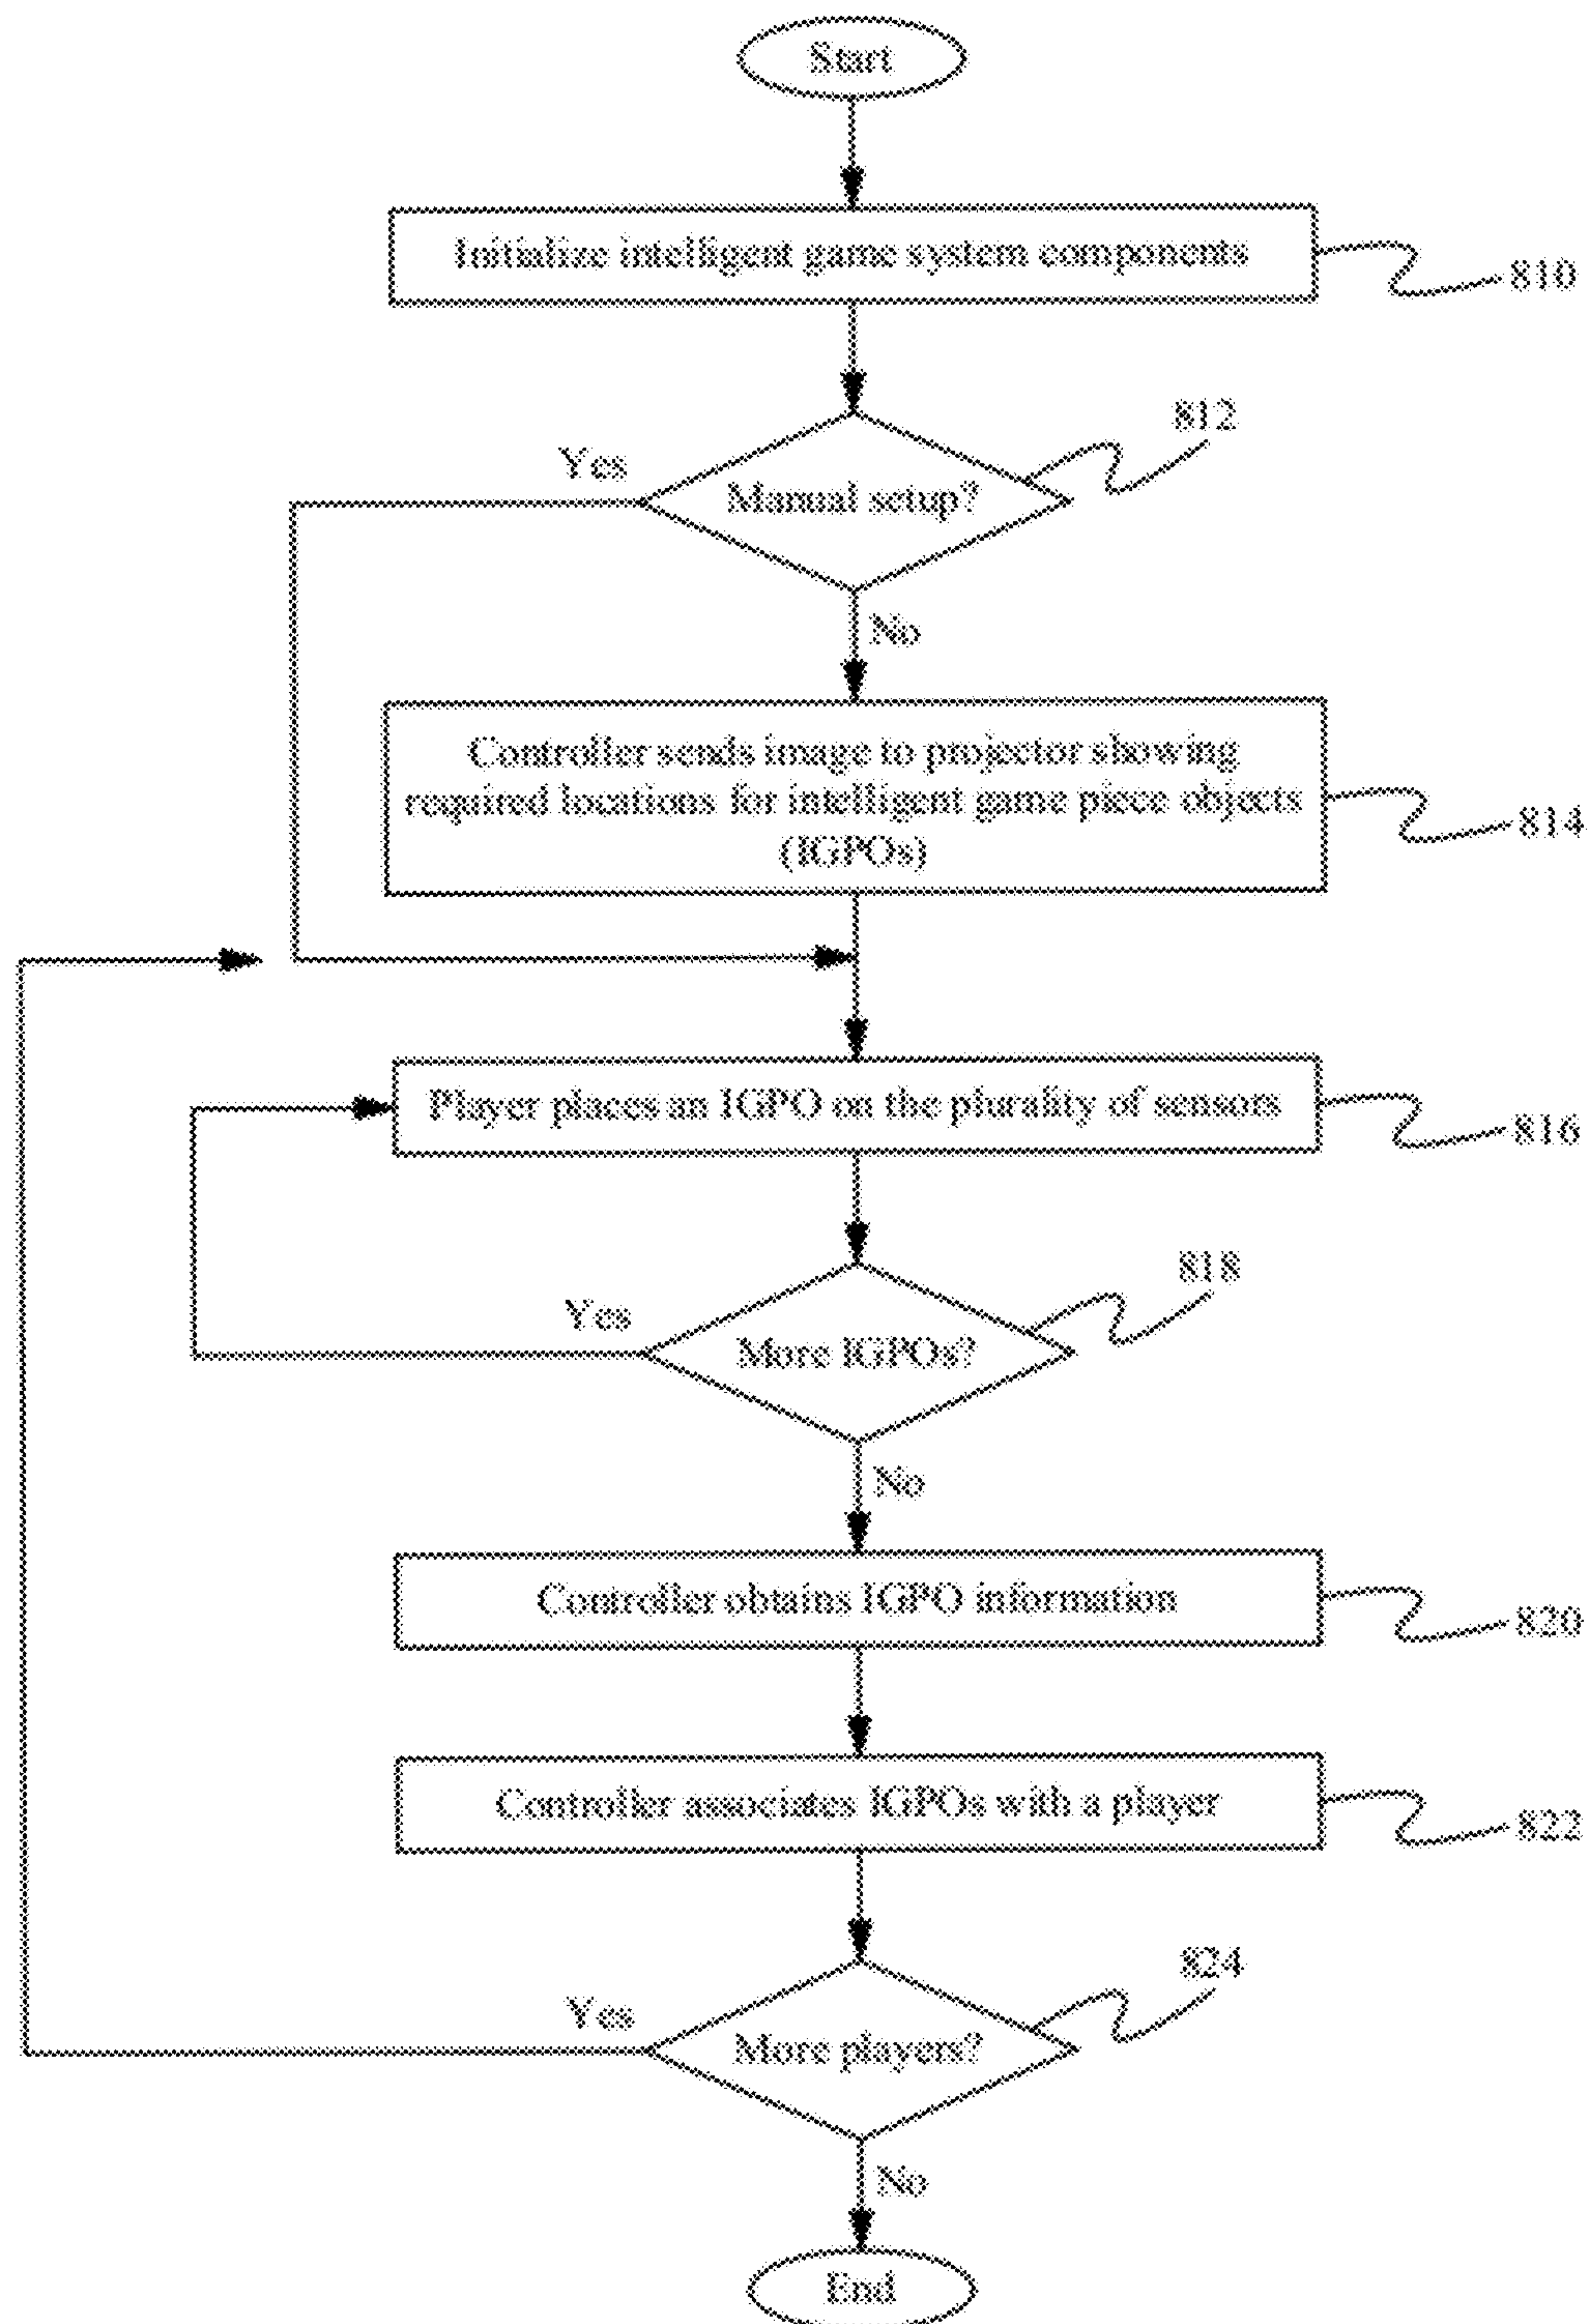 Start
Initialize intelligent game system components
810
812
Yes
Manual setup?
No
Controller sends image to projector showing
required locations for intelligent game piece objects
(IGPOs)
814
Player places an IGPO on the plurality of sensors
816
818
Yes
More IGPOs?
No
Controller obtains IGPO information
820
Controller associates IGPOs with a player
822
824
Yes
More players?
No
End